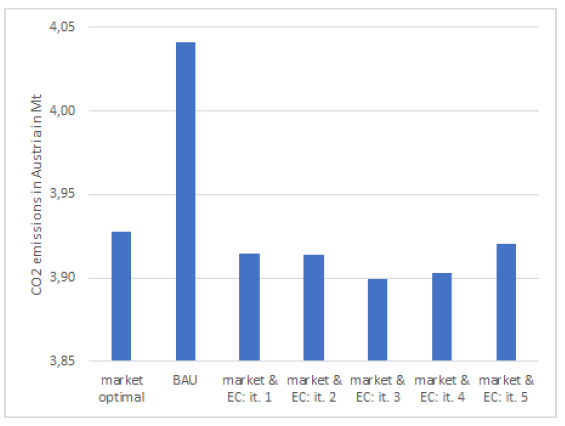 4,05
4,00
3,95
3,90
3,85
CO2 emissions in Austria in Mt
market optimal
BAU
market & EC: it. 1
market & EC: it. 2
market & EC: it. 3
market & EC: it. 4
market & EC: it. 5